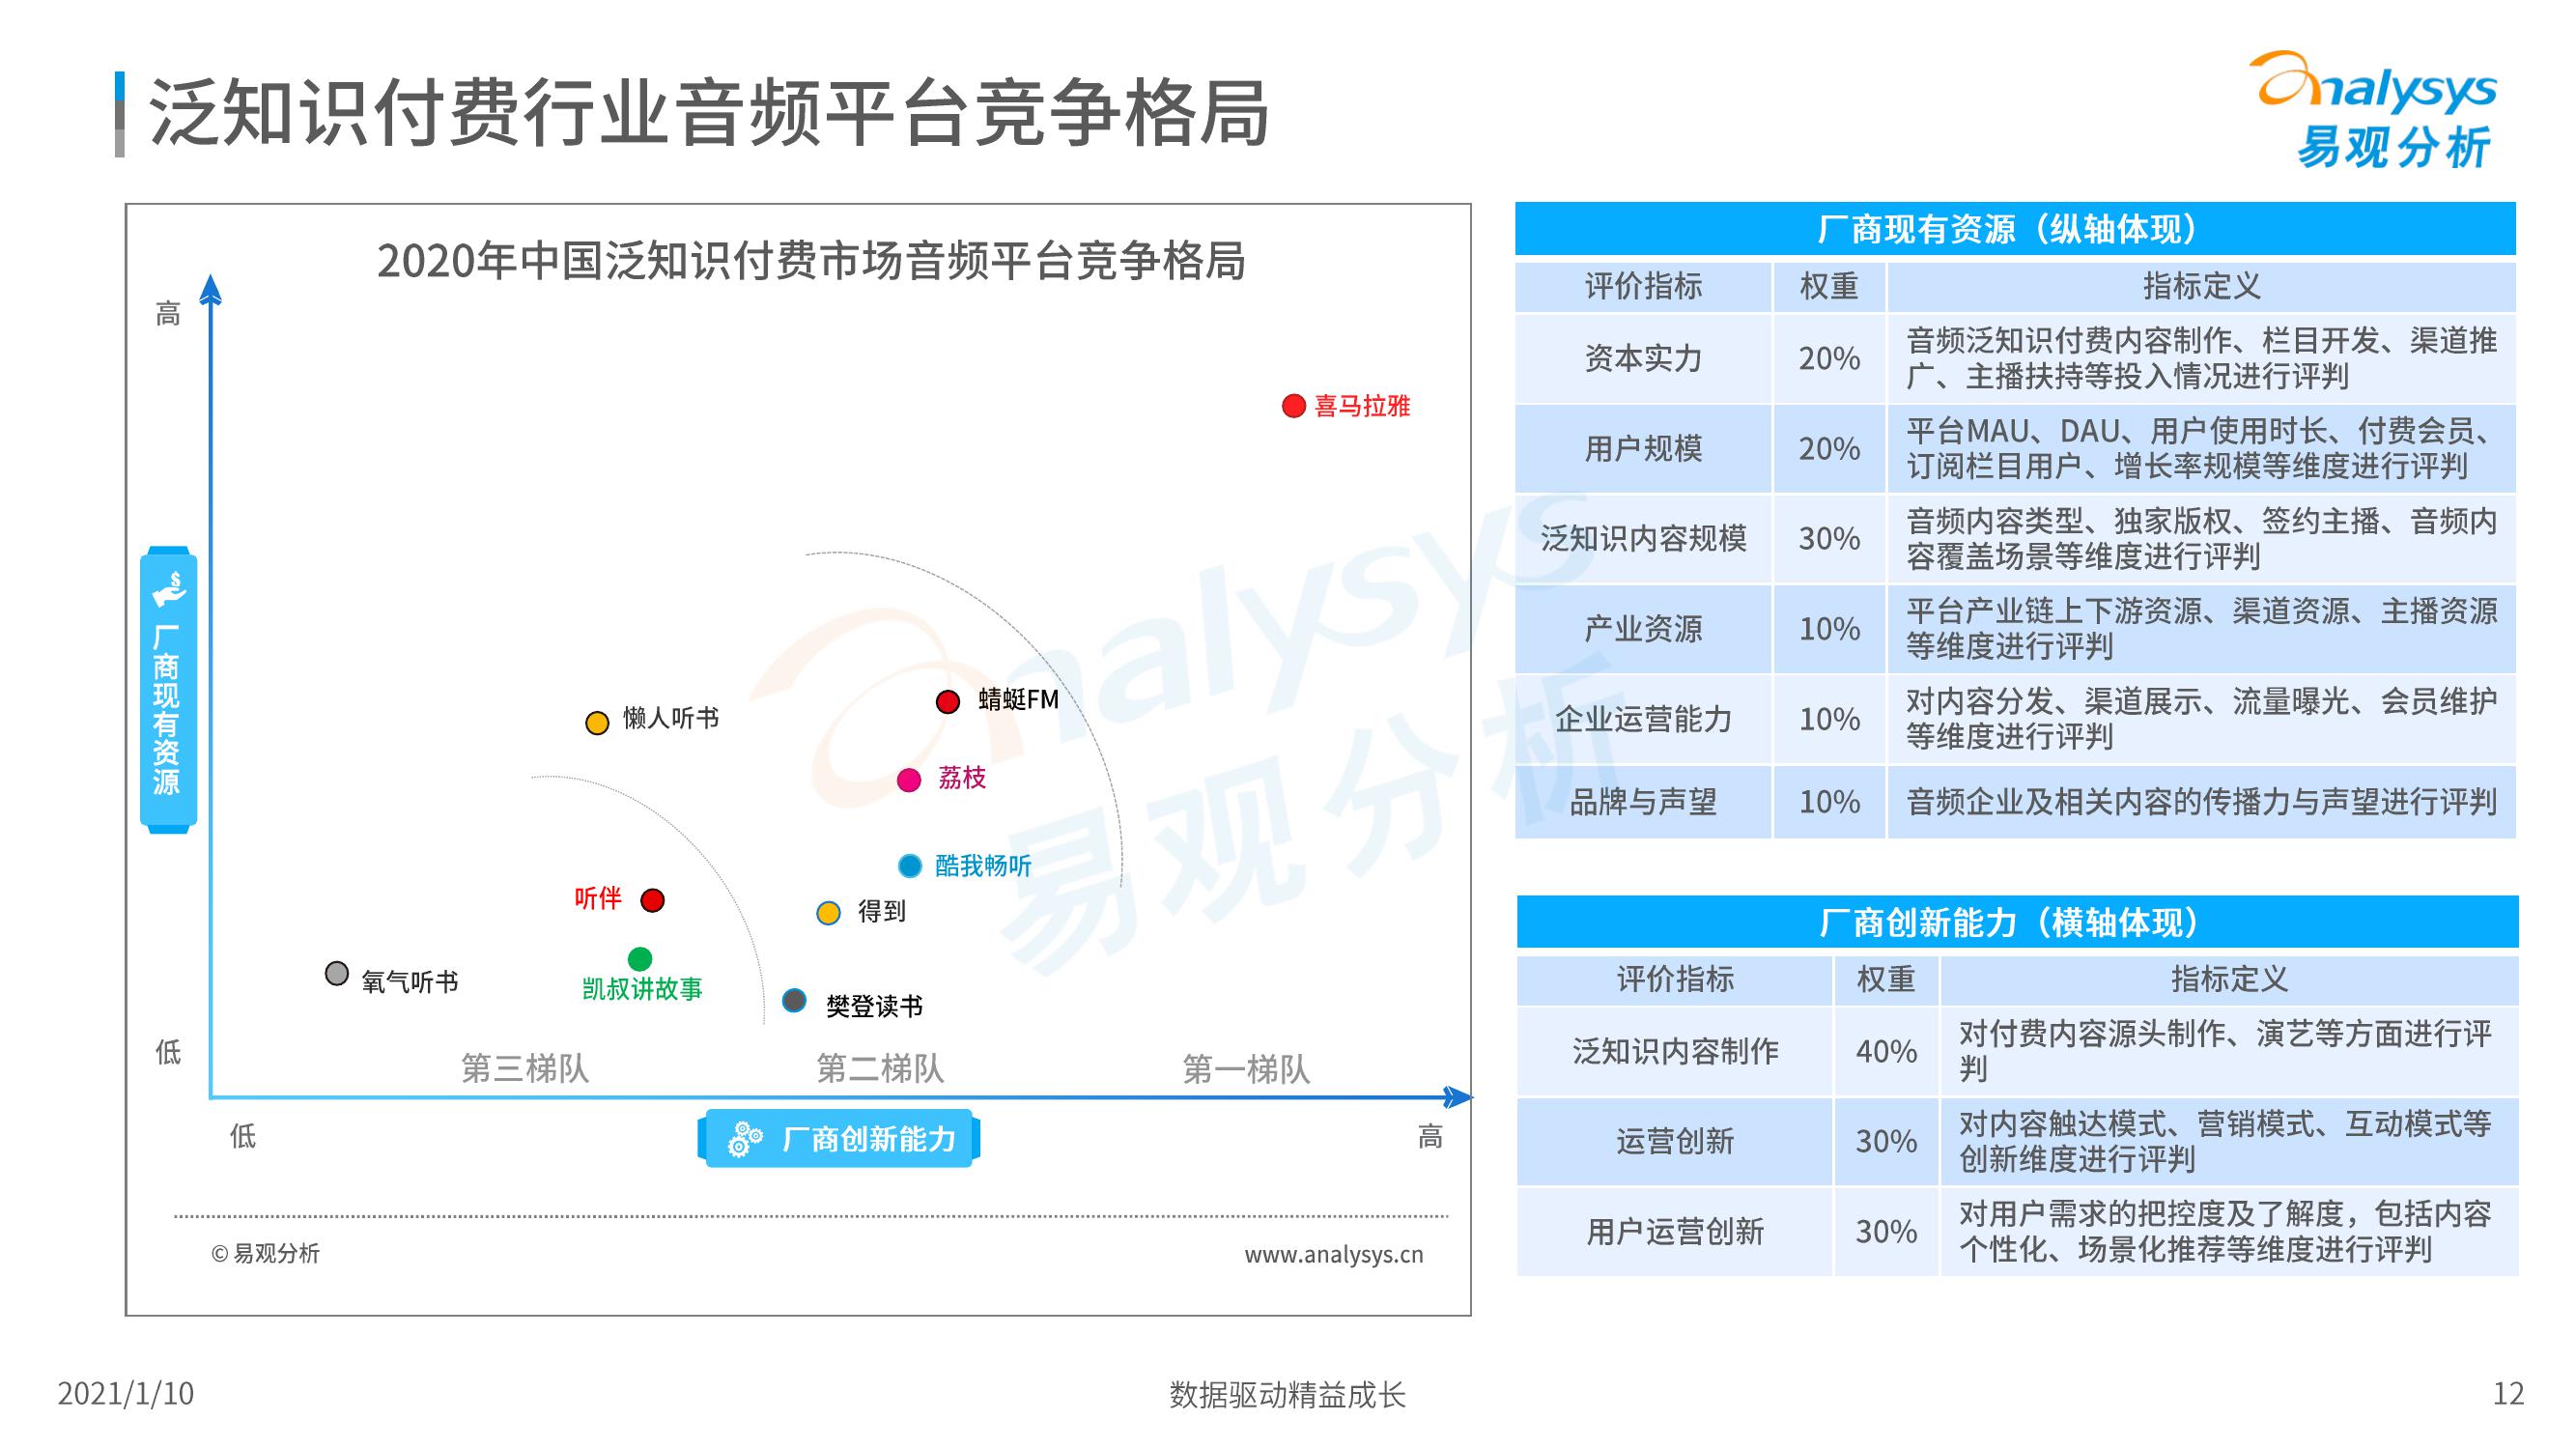 泛知识付费行业音频平台竞争格局
analysys
易观分析
2020年中国泛知识付费市场音频平台竞争格局
高
喜马拉雅
厂商现有资源
懒人听书
蜻蜓FM
荔枝
酷我畅听
听伴
得到
氧气听书
凯叔讲故事
樊登读书
低
第三梯队
第二梯队
第一梯队
低
厂商创新能力
高
© 易观分析
www.analysys.cn
analysys
易观分析
厂商现有资源（纵轴体现）
评价指标
权重
指标定义
资本实力
20%
音频泛知识付费内容制作、栏目开发、渠道推
广、主播扶持等投入情况进行评判
用户规模
20%
平台MAU、DAU、用户使用时长、付费会员、
订阅栏目用户、增长率规模等维度进行评判
泛知识内容规模
30%
音频内容类型、独家版权、签约主播、音频内
容覆盖场景等维度进行评判
产业资源
10%
平台产业链上下游资源、渠道资源、主播资源
等维度进行评判
企业运营能力
10%
对内容分发、渠道展示、流量曝光、会员维护
等维度进行评判
品牌与声望
10%
音频企业及相关内容的传播力与声望进行评判
厂商创新能力（横轴体现）
评价指标
权重
指标定义
泛知识内容制作
40%
对付费内容源头制作、演艺等方面进行评
判
运营创新
30%
对内容触达模式、营销模式、互动模式等
创新维度进行评判
用户运营创新
30%
对用户需求的把控度及了解度，包括内容
个性化、场景化推荐等维度进行评判
2021/1/10
数据驱动精益成长
12